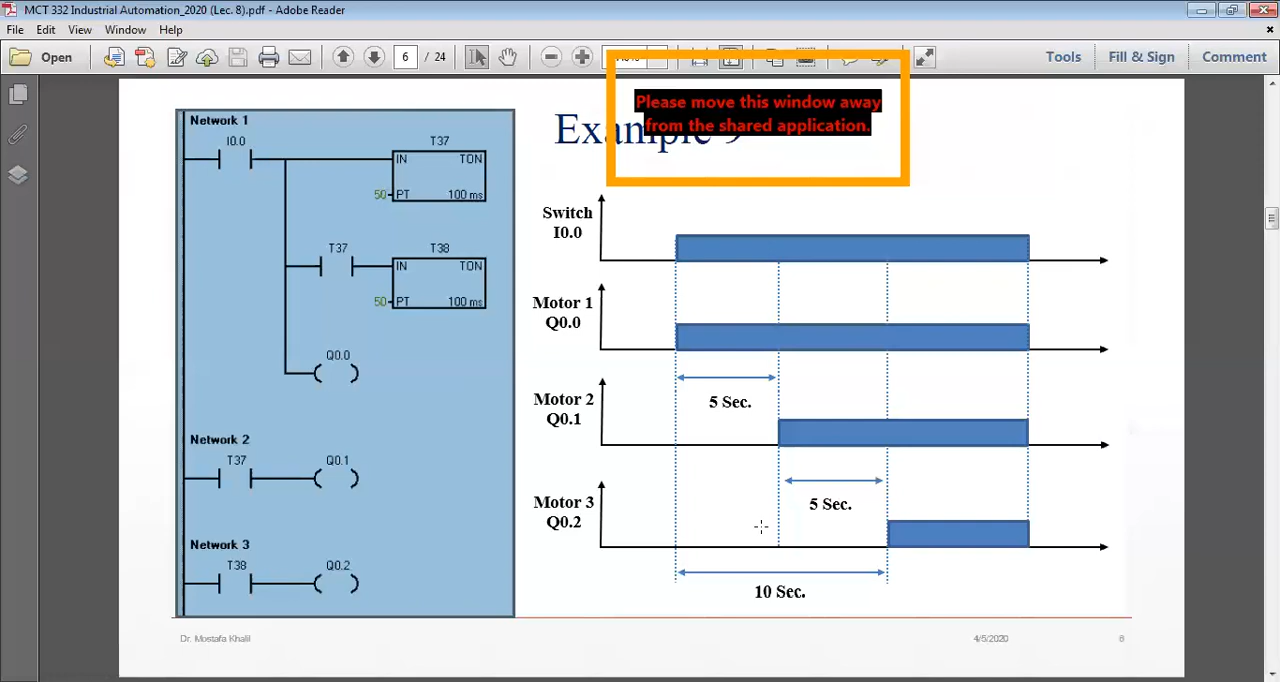 MCT 332 Industrial Automation_2020 (Lec. 8).pdf - Adobe Reader
File Edit View Window Help
Open
6 / 24
Tools
Fill & Sign
Comment
Please move this window away
from the shared application.
Example
Network 1
I0.0
T37
IN TON
50 PT 100 ms
T37
T38
IN TON
50 PT 100 ms
Q0.0
Network 2
T37
Q0.1
Network 3
T38
Q0.2
Switch
I0.0
Motor 1
Q0.0
5 Sec.
Motor 2
Q0.1
5 Sec.
Motor 3
Q0.2
10 Sec.
Dr. Mostafa Khalil
4/5/2020